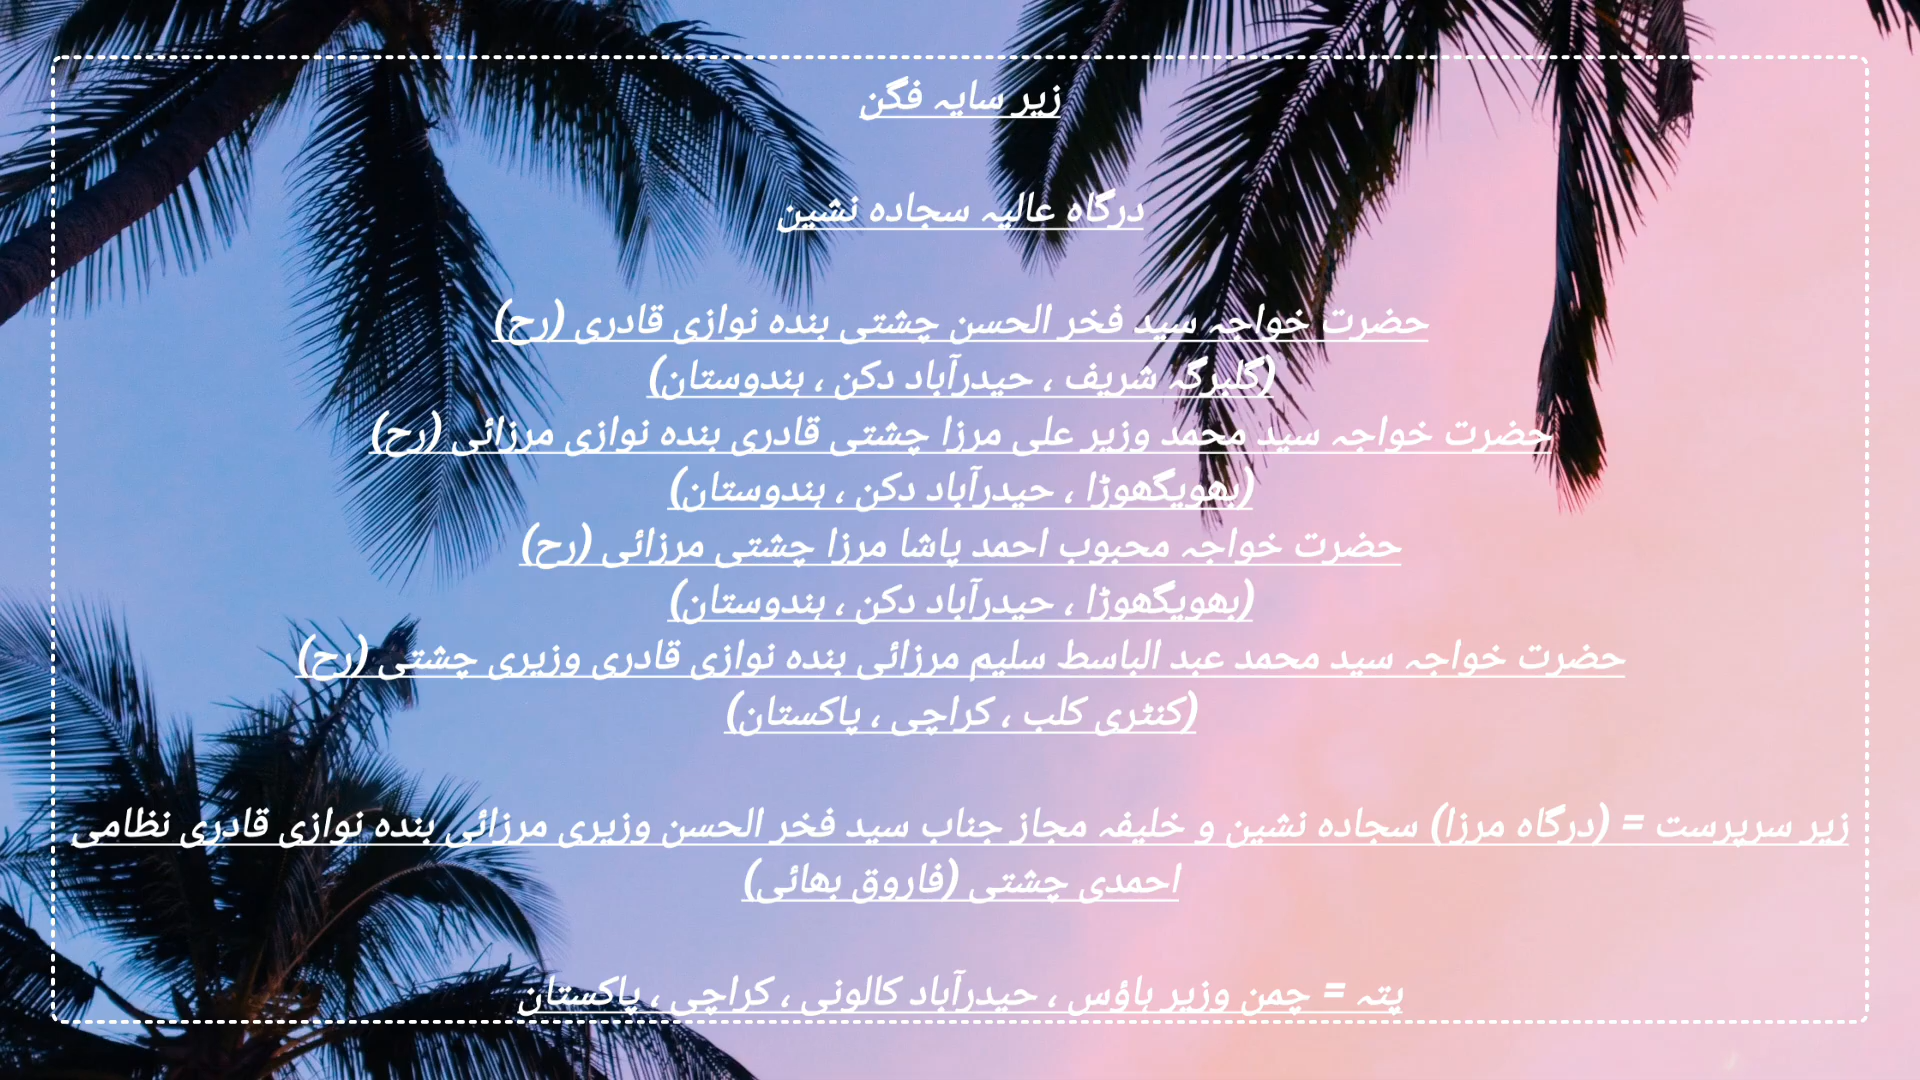 زیر سایہ فگن
درگاہ عالیہ سجادہ نشین
حضرت خواجہ سید فخر الحسن چشتی بندہ نوازی قادری (رح)
(گلبرگہ شریف ، حیدرآباد دکن ، ہندوستان)
حضرت خواجہ سید محمد وزیر علی مرزا چشتی قادری بندہ نوازی مرزائی (رح)
(بھویگھوڑا ، حیدرآباد دکن ، ہندوستان)
حضرت خواجہ محبوب احمد پاشا مرزا چشتی مرزائی (رح)
(بھویگھوڑا ، حیدرآباد دکن ، ہندوستان)
حضرت خواجہ سید محمد عبد الباسط سلیم مرزائی بندہ نوازی قادری وزیری چشتی (رح)
(کنٹری کلب ، کراچی ، پاکستان)
زیر سرپرست = (درگاہ مرزا) سجادہ نشین و خلیفہ مجاز جناب سید فخر الحسن وزیری مرزائی بندہ نوازی قادری نظامی
احمدی چشتی (فاروق بھائی)
پتہ = چمن وزیر ہاؤس ، حیدرآباد کالونی ، کراچی ، پاکستان